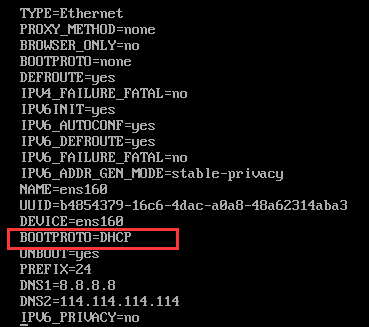 TYPE=Ethernet
PROXY_METHOD=none
BROWSER_ONLY=no
BOOTPROTO=none
DEFROUTE=yes
IPV4_FAILURE_FATAL=no
IPV6INIT=yes
IPV6_AUTOCONF=yes
IPV6_DEFROUTE=yes
IPV6_FAILURE_FATAL=no
IPV6_ADDR_GEN_MODE=stable-privacy
NAME=ens160
UUID=b4854379-16c6-4dac-a0a8-48a62314aba3
DEVICE=ens160
BOOTPROTO=DHCP
ONBOOT=yes
PREFIX=24
DNS1=8.8.8.8
DNS2=114.114.114.114
IPV6_PRIVACY=no